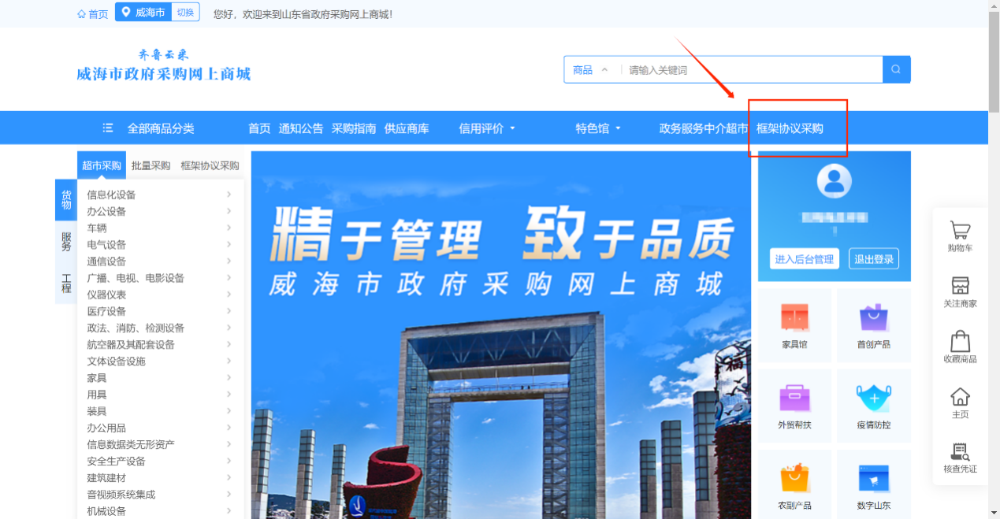 首页 威海市 切换 您好，欢迎来到山东省政府采购网上商城！
齐鲁云采
威海市政府采购网上商城
商品 请输入关键词
全部商品分类 首页 通知公告 采购指南 供应商库 信用评价 特色馆 政务服务中介超市 框架协议采购
超市采购 批量采购 框架协议采购
货物
服务
工程
信息化设备
办公设备
车辆
电气设备
通信设备
广播、电视、电影设备
仪器仪表
医疗设备
政法、消防、检测设备
航空器及其配套设备
文体设备设施
家具
用具
装具
办公用品
信息数据类无形资产
安全生产设备
建筑建材
音视频系统集成
机械设备
精于管理 致于品质
威海市政府采购网上商城
福
进入后台管理 退出登录
家具馆 首创产品
外贸帮扶 疫情防控
农副产品 数字山东
购物车
关注商家
收藏商品
主页
核查凭证